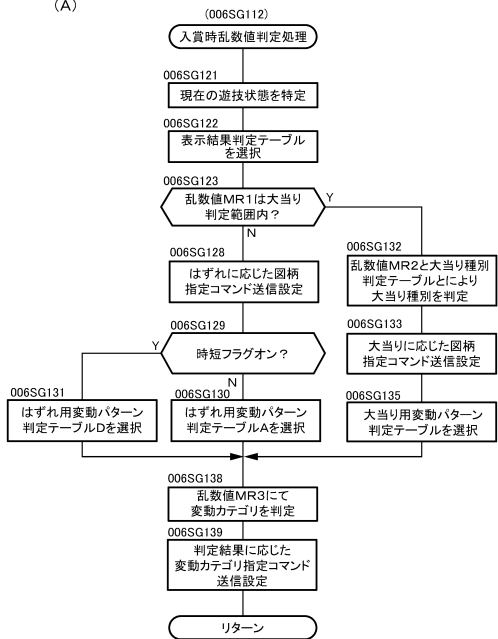 (A)
(006SG112)
入賞時乱数値判定処理
006SG121
現在の遊技状態を特定
006SG122
表示結果判定テーブル
を選択
006SG123
乱数値MR1は大当り
判定範囲内？
Y
N
006SG128
はずれに応じた図柄
指定コマンド送信設定
006SG132
乱数値MR2と大当り種別
判定テーブルとにより
大当り種別を判定
006SG129
時短フラグオン？
Y
N
006SG133
大当りに応じた図柄
指定コマンド送信設定
006SG131
はずれ用変動パターン
判定テーブルDを選択
006SG130
はずれ用変動パターン
判定テーブルAを選択
006SG135
大当り用変動パターン
判定テーブルを選択
006SG138
乱数値MR3にて
変動カテゴリを判定
006SG139
判定結果に応じた
変動カテゴリ指定コマンド
送信設定
リターン